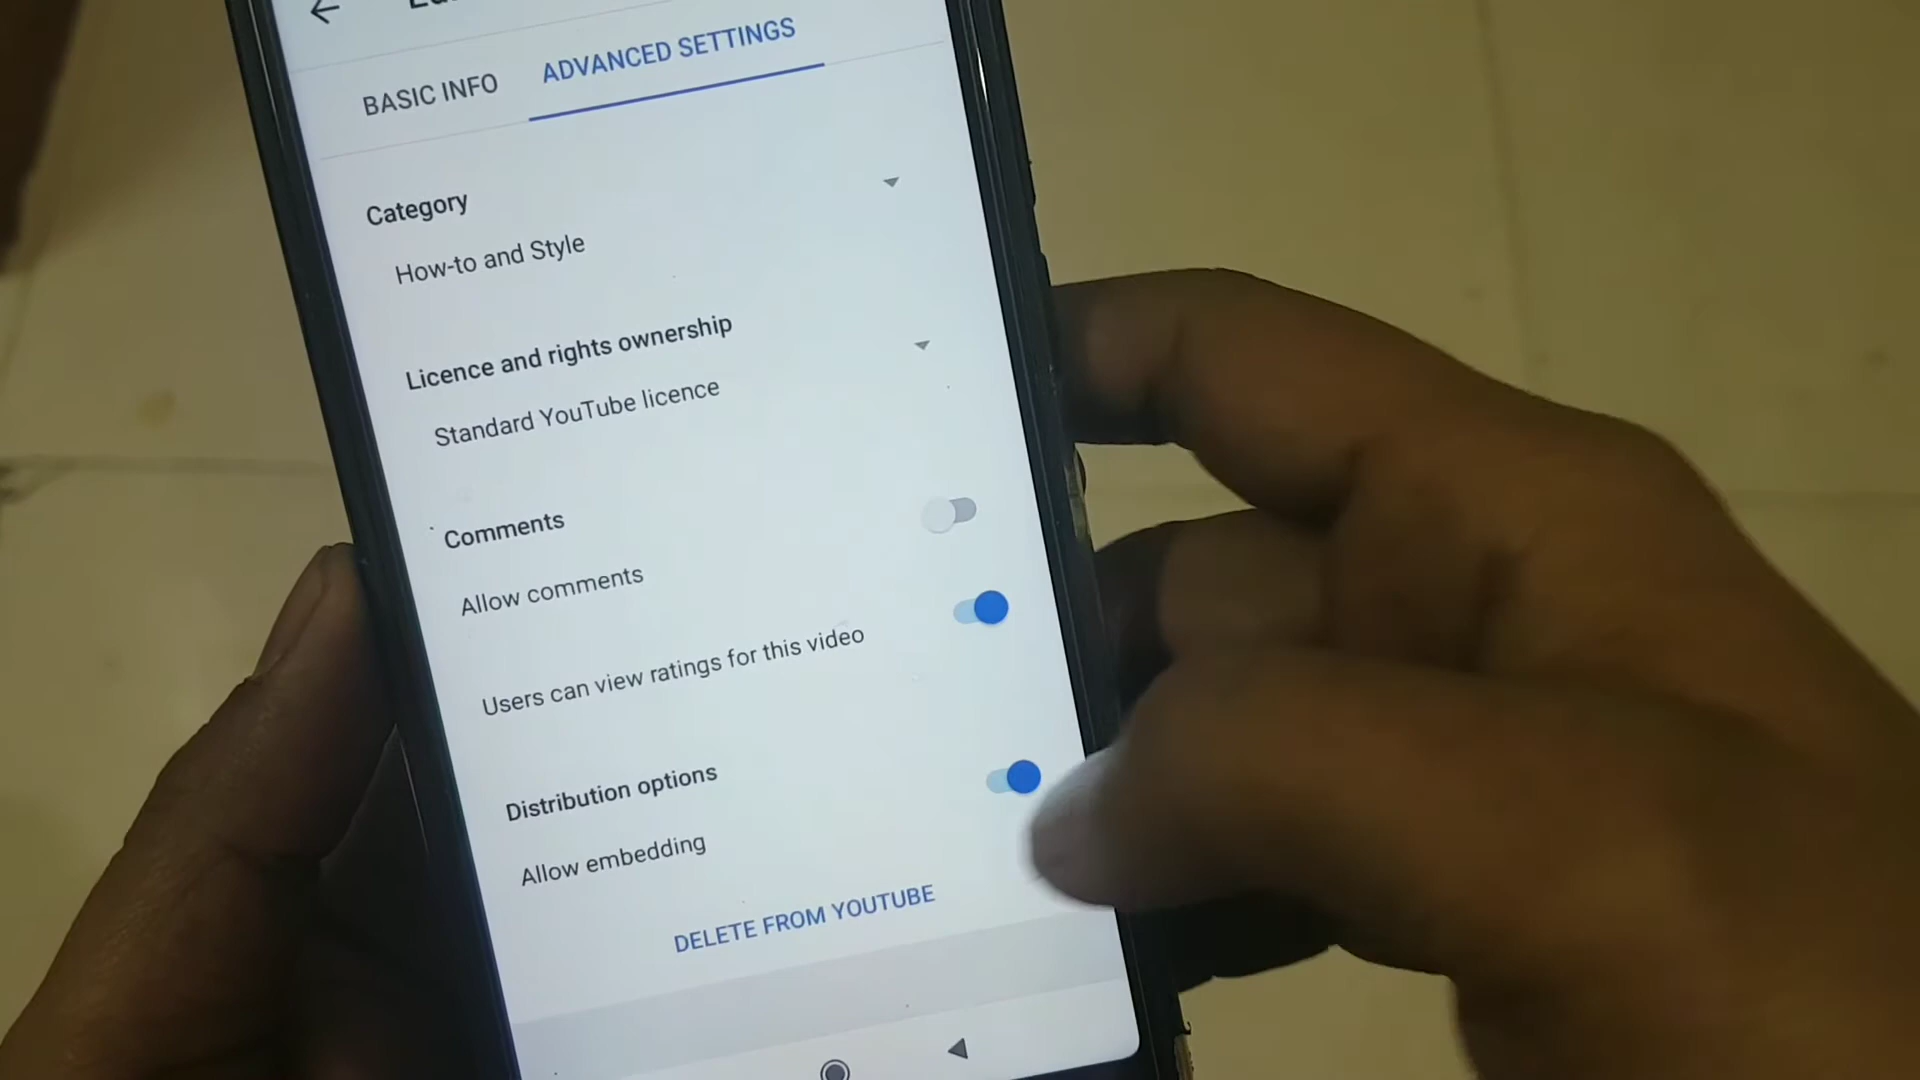 BASIC INFO
ADVANCED SETTINGS
Category
How-to and Style
Licence and rights ownership
Standard YouTube licence
Comments
Allow comments
Users can view ratings for this video
Distribution options
Allow embedding
DELETE FROM YOUTUBE